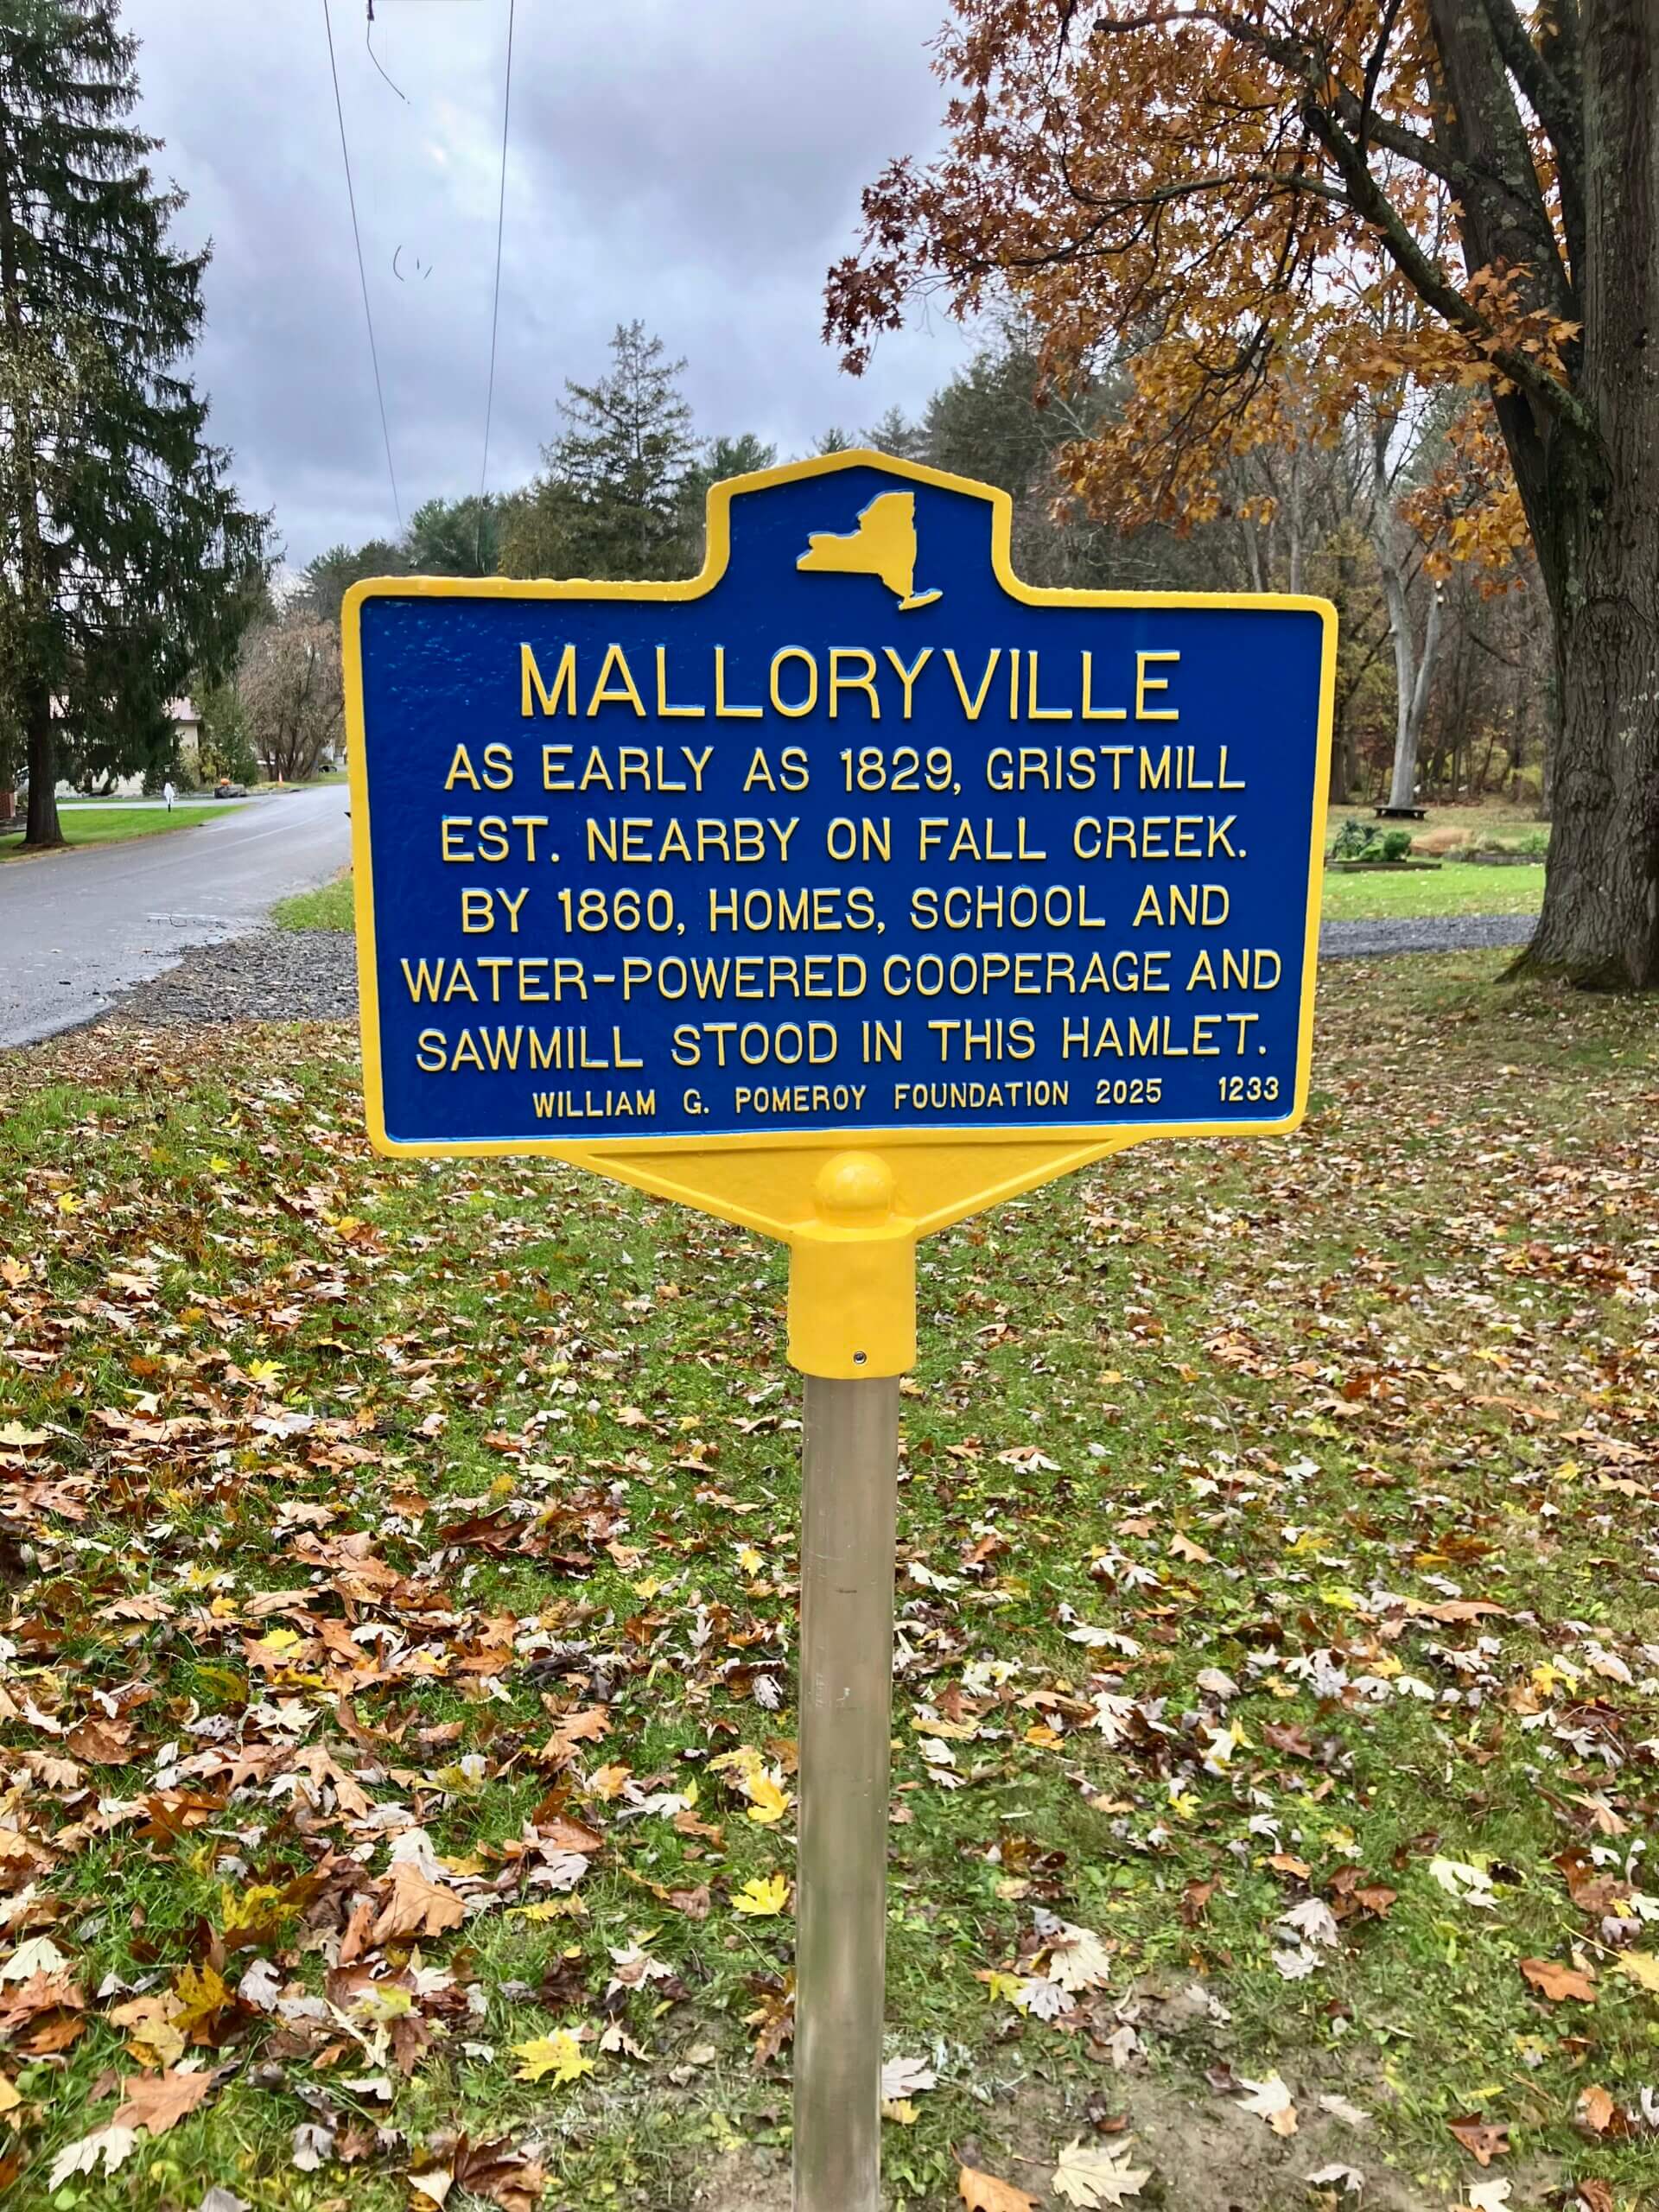 MALLORYVILLE
AS EARLY AS 1829, GRISTMILL
EST. NEARBY ON FALL CREEK.
BY 1860, HOMES, SCHOOL AND
WATER-POWERED COOPERAGE AND
SAWMILL STOOD IN THIS HAMLET.
WILLIAM G. POMEROY FOUNDATION 2025 1233